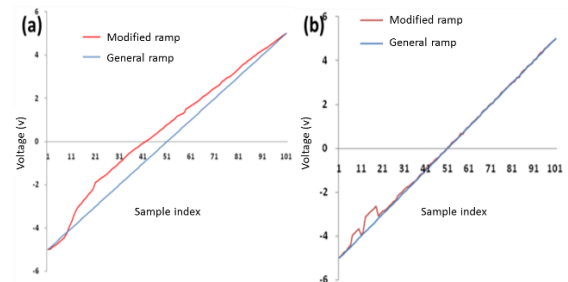 (a)
Modified ramp
General ramp
Voltage (v)
6
4
2
0
-2
-4
-6
1 11 21 31 41 51 61 71 81 91 101
Sample index
(b)
Modified ramp
General ramp
Voltage (v)
6
4
2
0
-2
-4
-6
1 11 21 31 41 51 61 71 81 91 101
Sample index